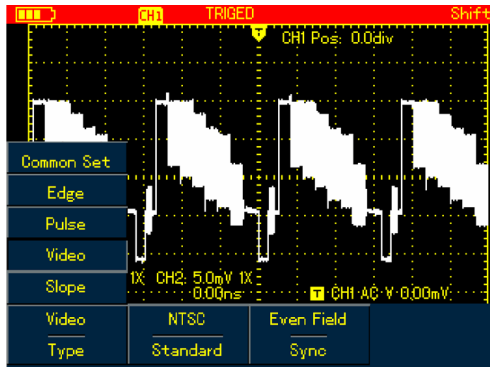 CH1 TRIGED Shift
T CH1 Pos: 0.0div
Common Set
Edge
Pulse
Video
Slope
1X CH2: 5.0mV 1X
0.00ns T CH1 AC V 0.00mV
Video NTSC Even Field
Type Standard Sync